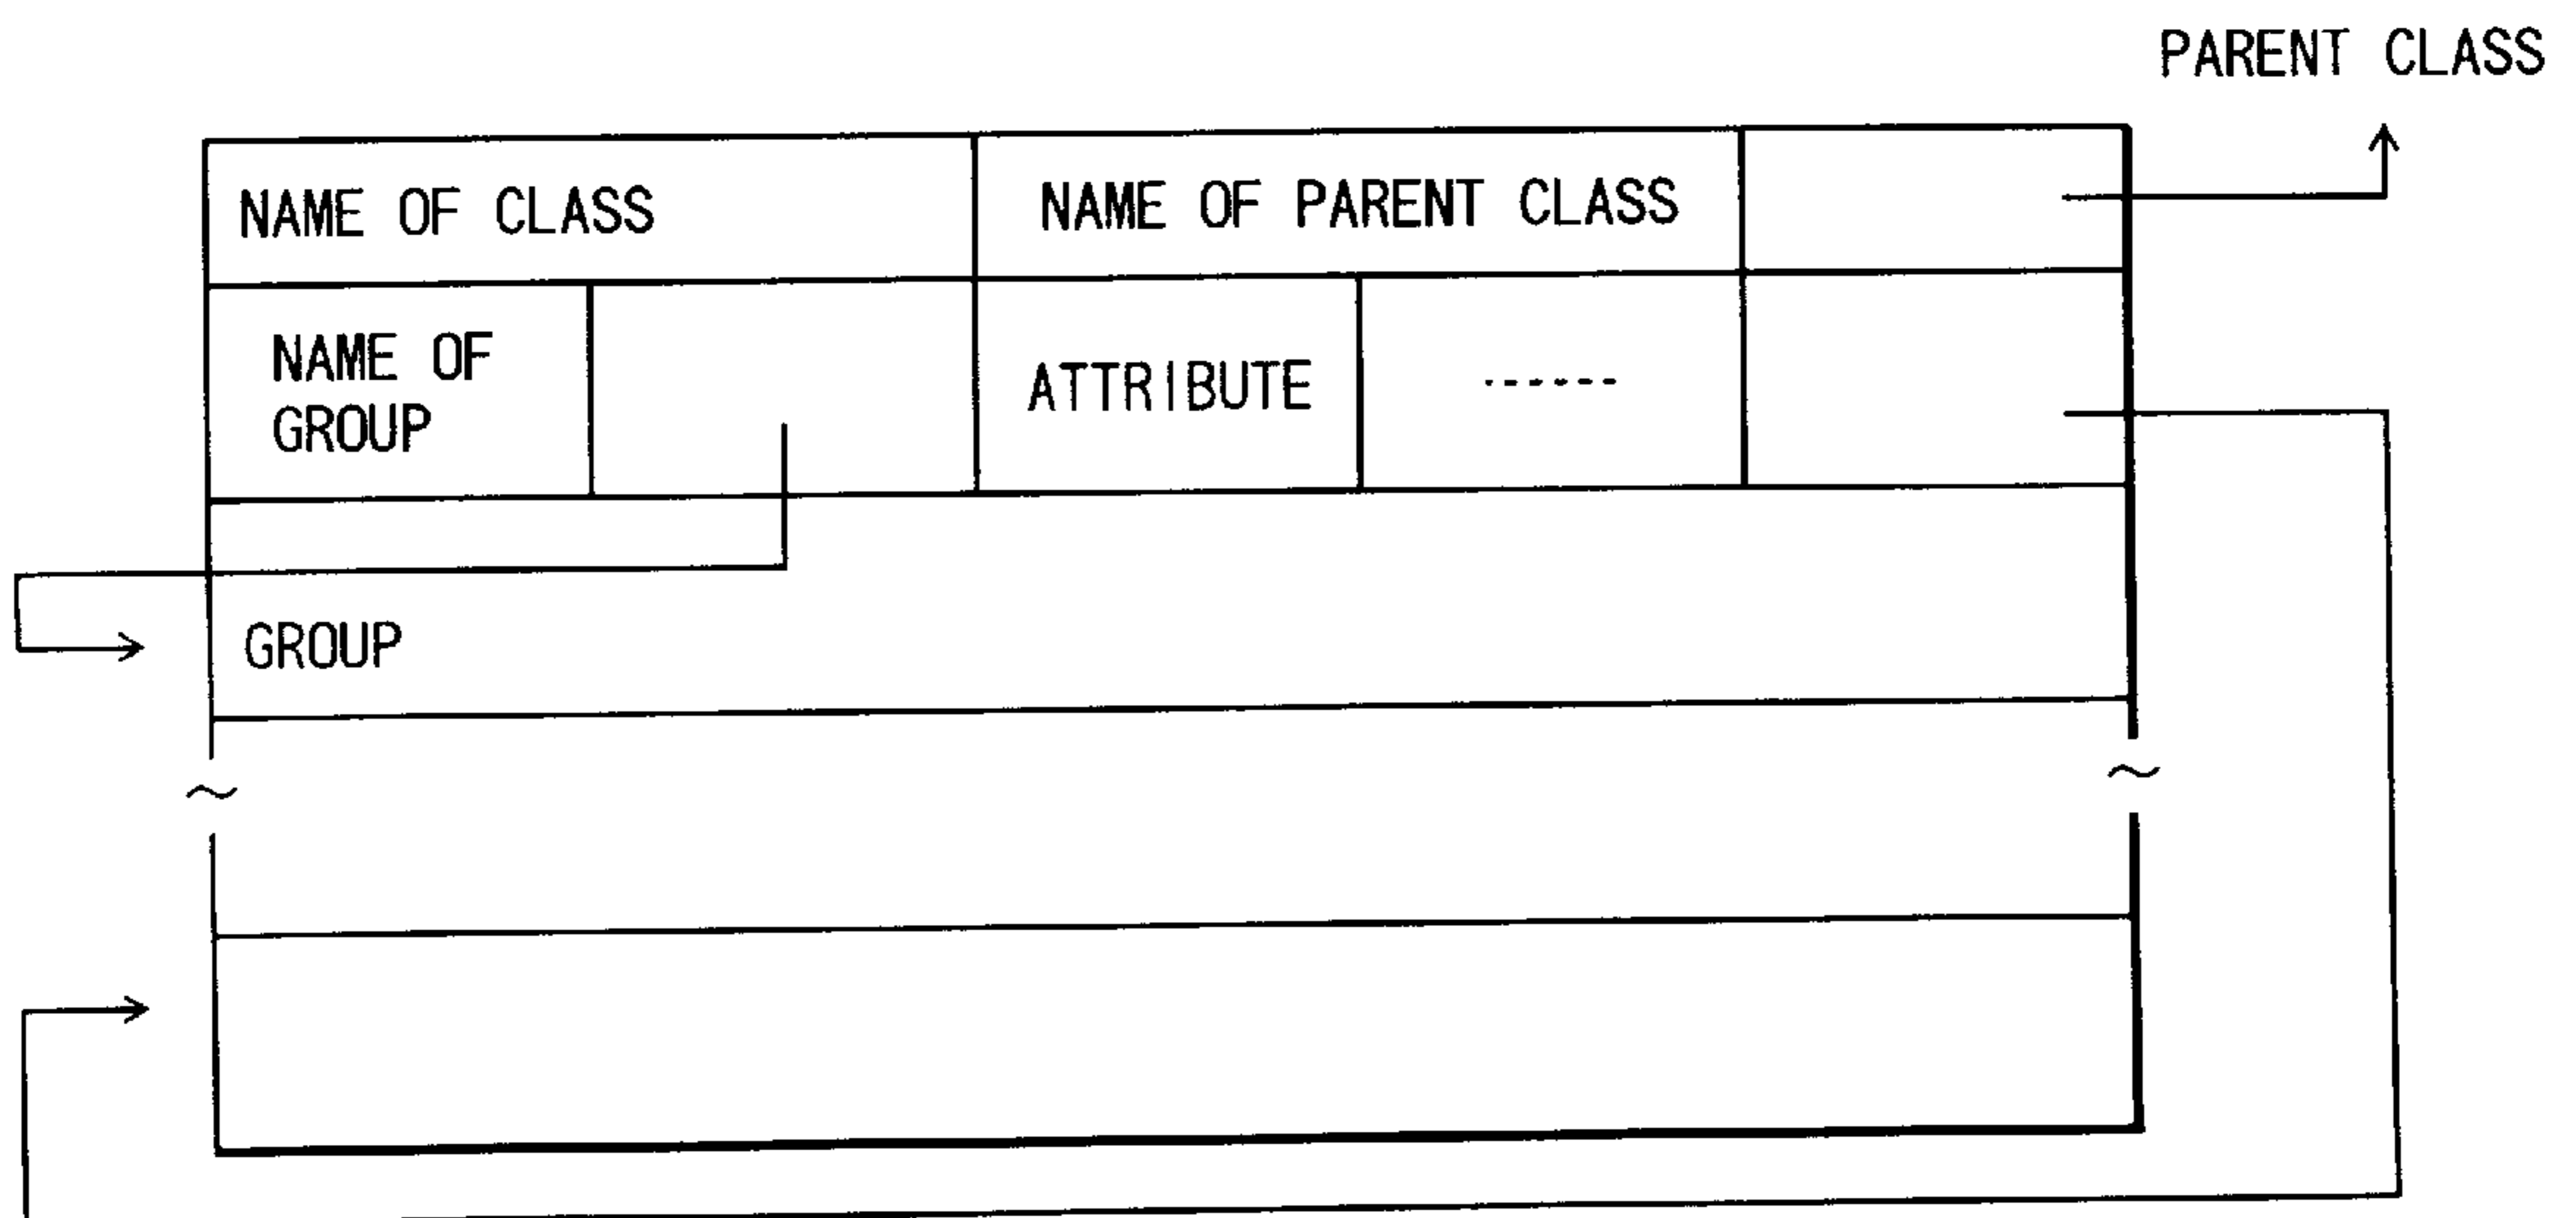 PARENT CLASS
NAME OF CLASS
NAME OF PARENT CLASS
NAME OF
GROUP
ATTRIBUTE
------
GROUP